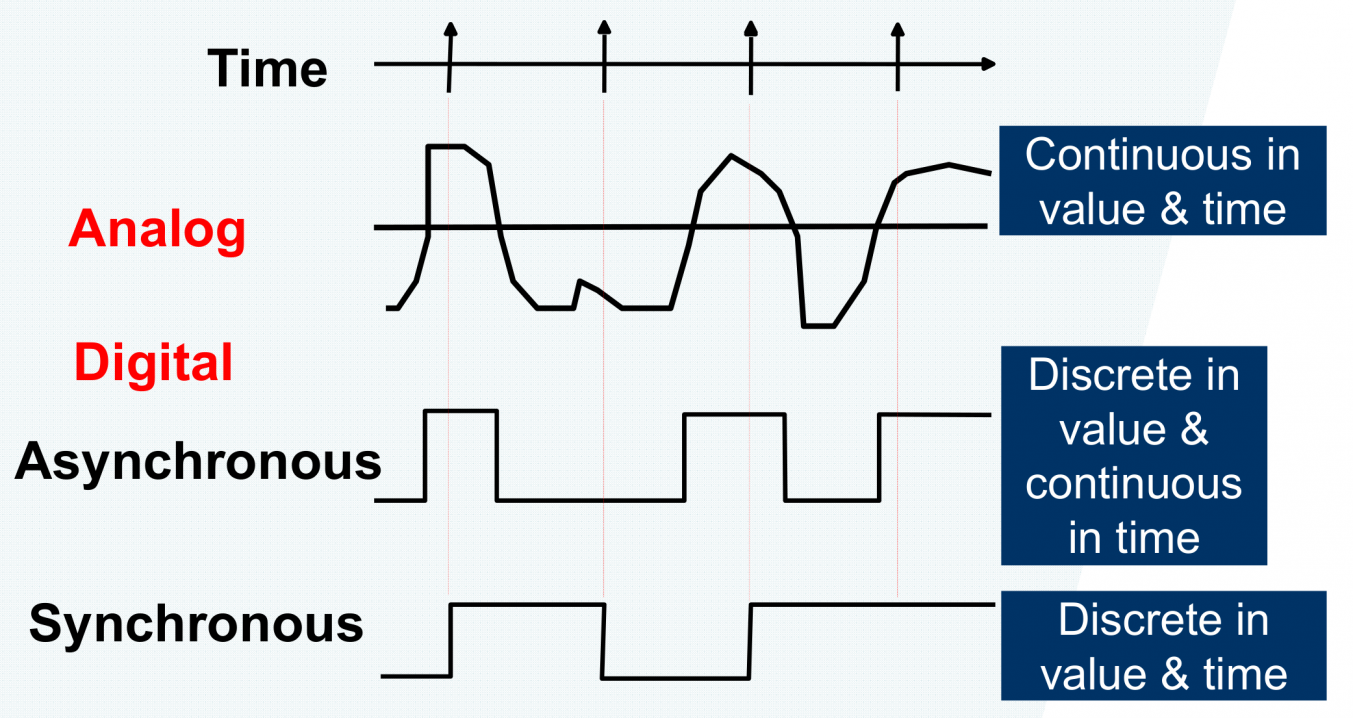 Time
Continuous in
value & time
Analog
Digital
Discrete in
value &
continuous
in time
Asynchronous
Synchronous
Discrete in
value & time